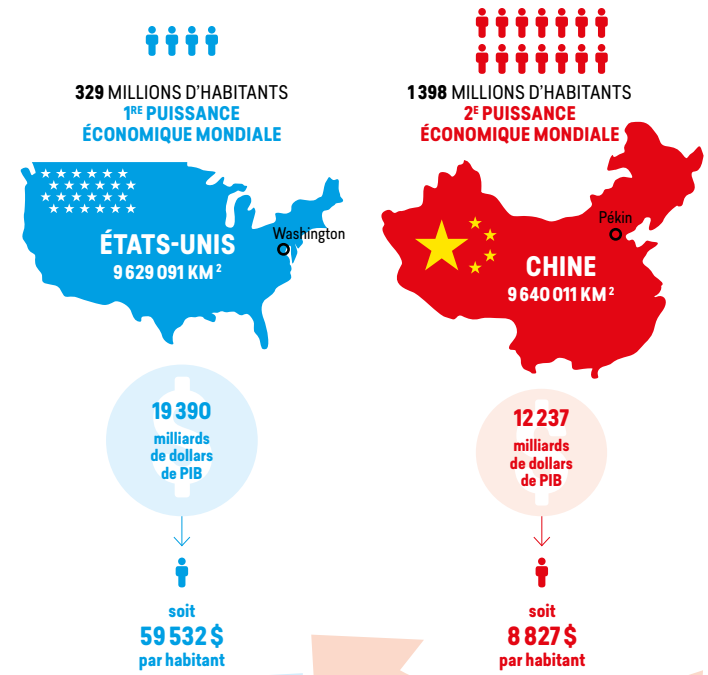 329 MILLIONS D'HABITANTS
1RE PUISSANCE
ÉCONOMIQUE MONDIALE
ÉTATS-UNIS
9 629 091 KM²
Washington
19 390
milliards
de dollars
de PIB
soit
59 532 $
par habitant
1 398 MILLIONS D'HABITANTS
2E PUISSANCE
ÉCONOMIQUE MONDIALE
Pékin
CHINE
9 640 011 KM²
12 237
milliards
de dollars
de PIB
soit
8 827 $
par habitant